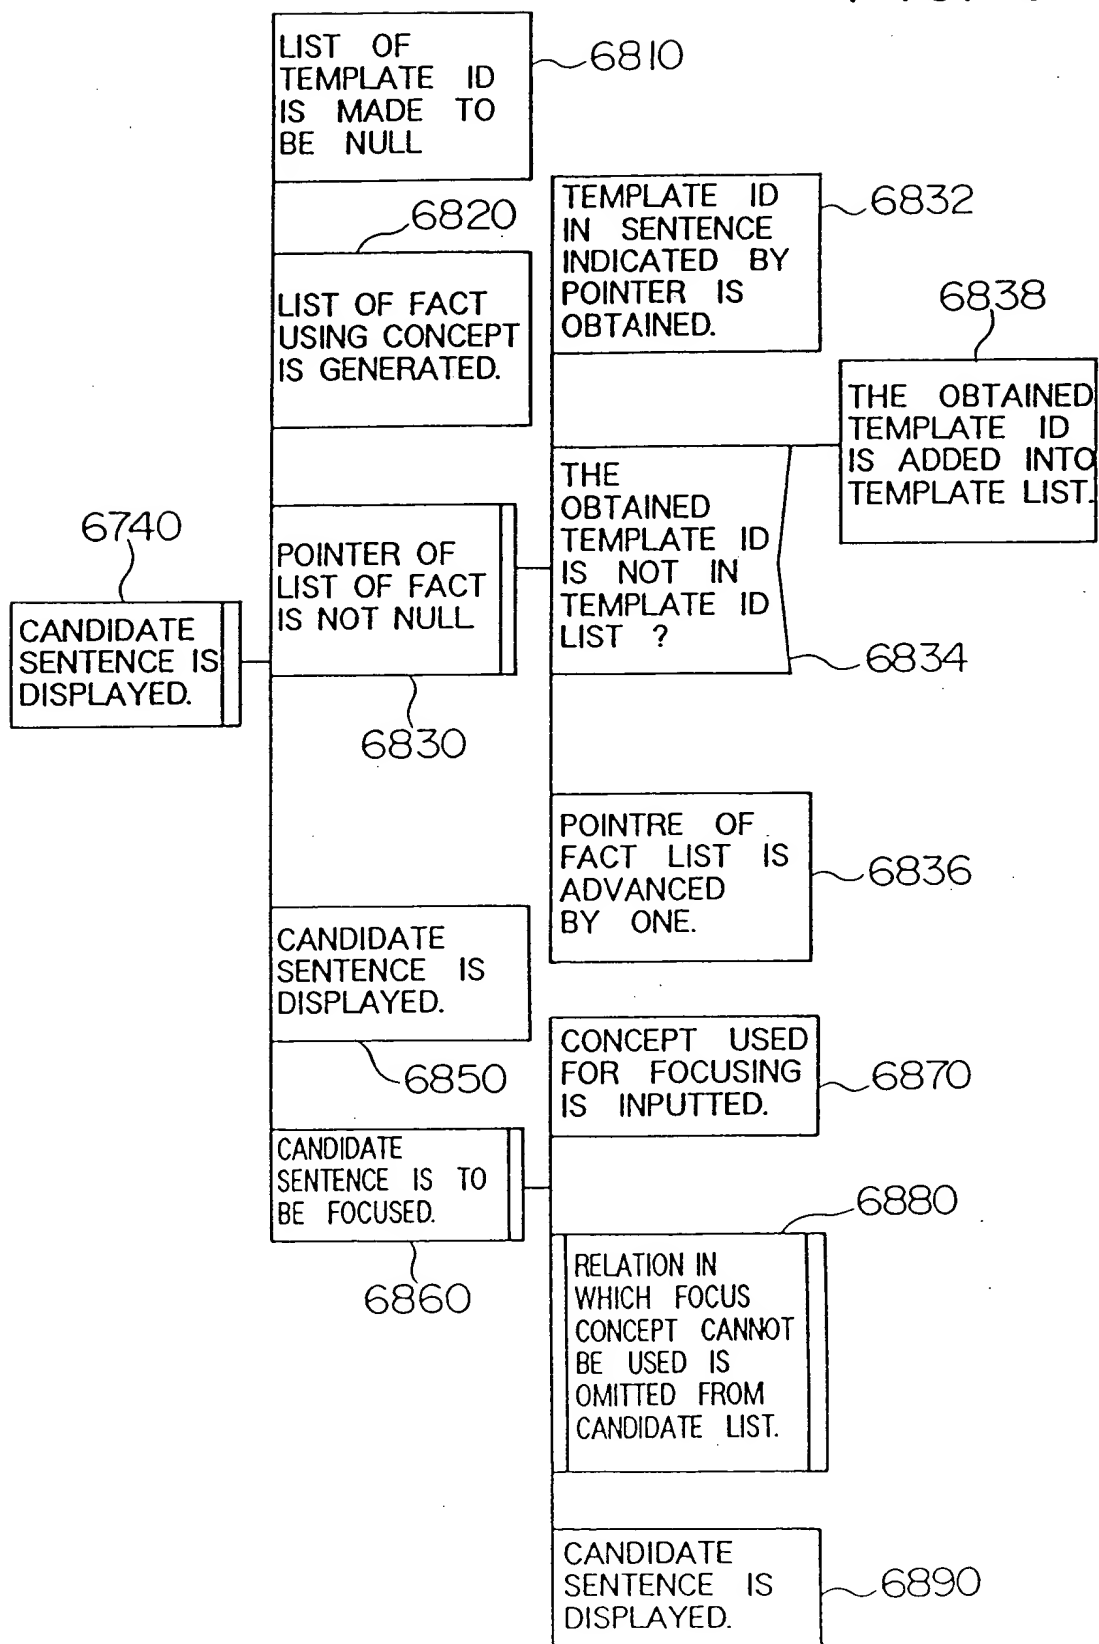 LIST OF
TEMPLATE ID
IS MADE TO
BE NULL
6810
6820
LIST OF FACT
USING CONCEPT
IS GENERATED.
TEMPLATE ID
IN SENTENCE
INDICATED BY
POINTER IS
OBTAINED.
6832
6838
THE OBTAINED
TEMPLATE ID
IS ADDED INTO
TEMPLATE LIST.
THE
OBTAINED
TEMPLATE ID
IS NOT IN
TEMPLATE ID
LIST ?
6834
6740
CANDIDATE
SENTENCE IS
DISPLAYED.
POINTER OF
LIST OF FACT
IS NOT NULL
6830
POINTRE OF
FACT LIST IS
ADVANCED
BY ONE.
6836
CANDIDATE
SENTENCE IS
DISPLAYED.
6850
CONCEPT USED
FOR FOCUSING
IS INPUTTED.
6870
CANDIDATE
SENTENCE IS TO
BE FOCUSED.
6860
6880
RELATION IN
WHICH FOCUS
CONCEPT CANNOT
BE USED IS
OMITTED FROM
CANDIDATE LIST.
CANDIDATE
SENTENCE IS
DISPLAYED.
6890